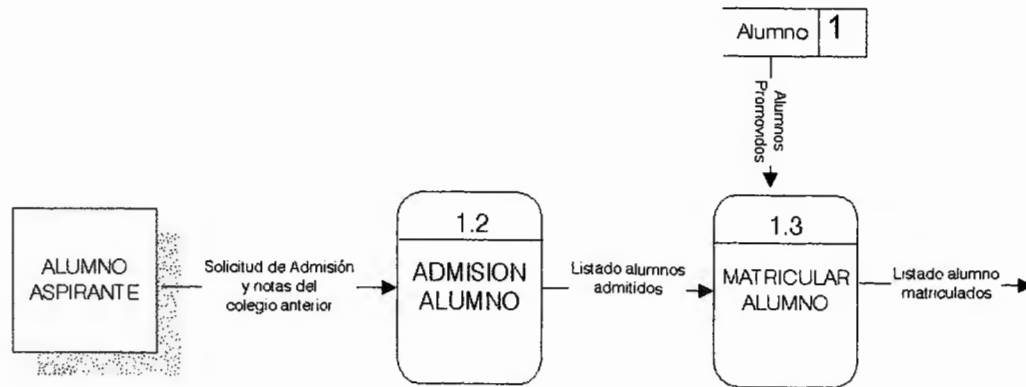 Alumno 1
Alumnos
Promovidos
ALUMNO
ASPIRANTE
Solicitud de Admisión
y notas del
colegio anterior
1.2
ADMISION
ALUMNO
Listado alumnos
admitidos
1.3
MATRICULAR
ALUMNO
Listado alumno
matriculados